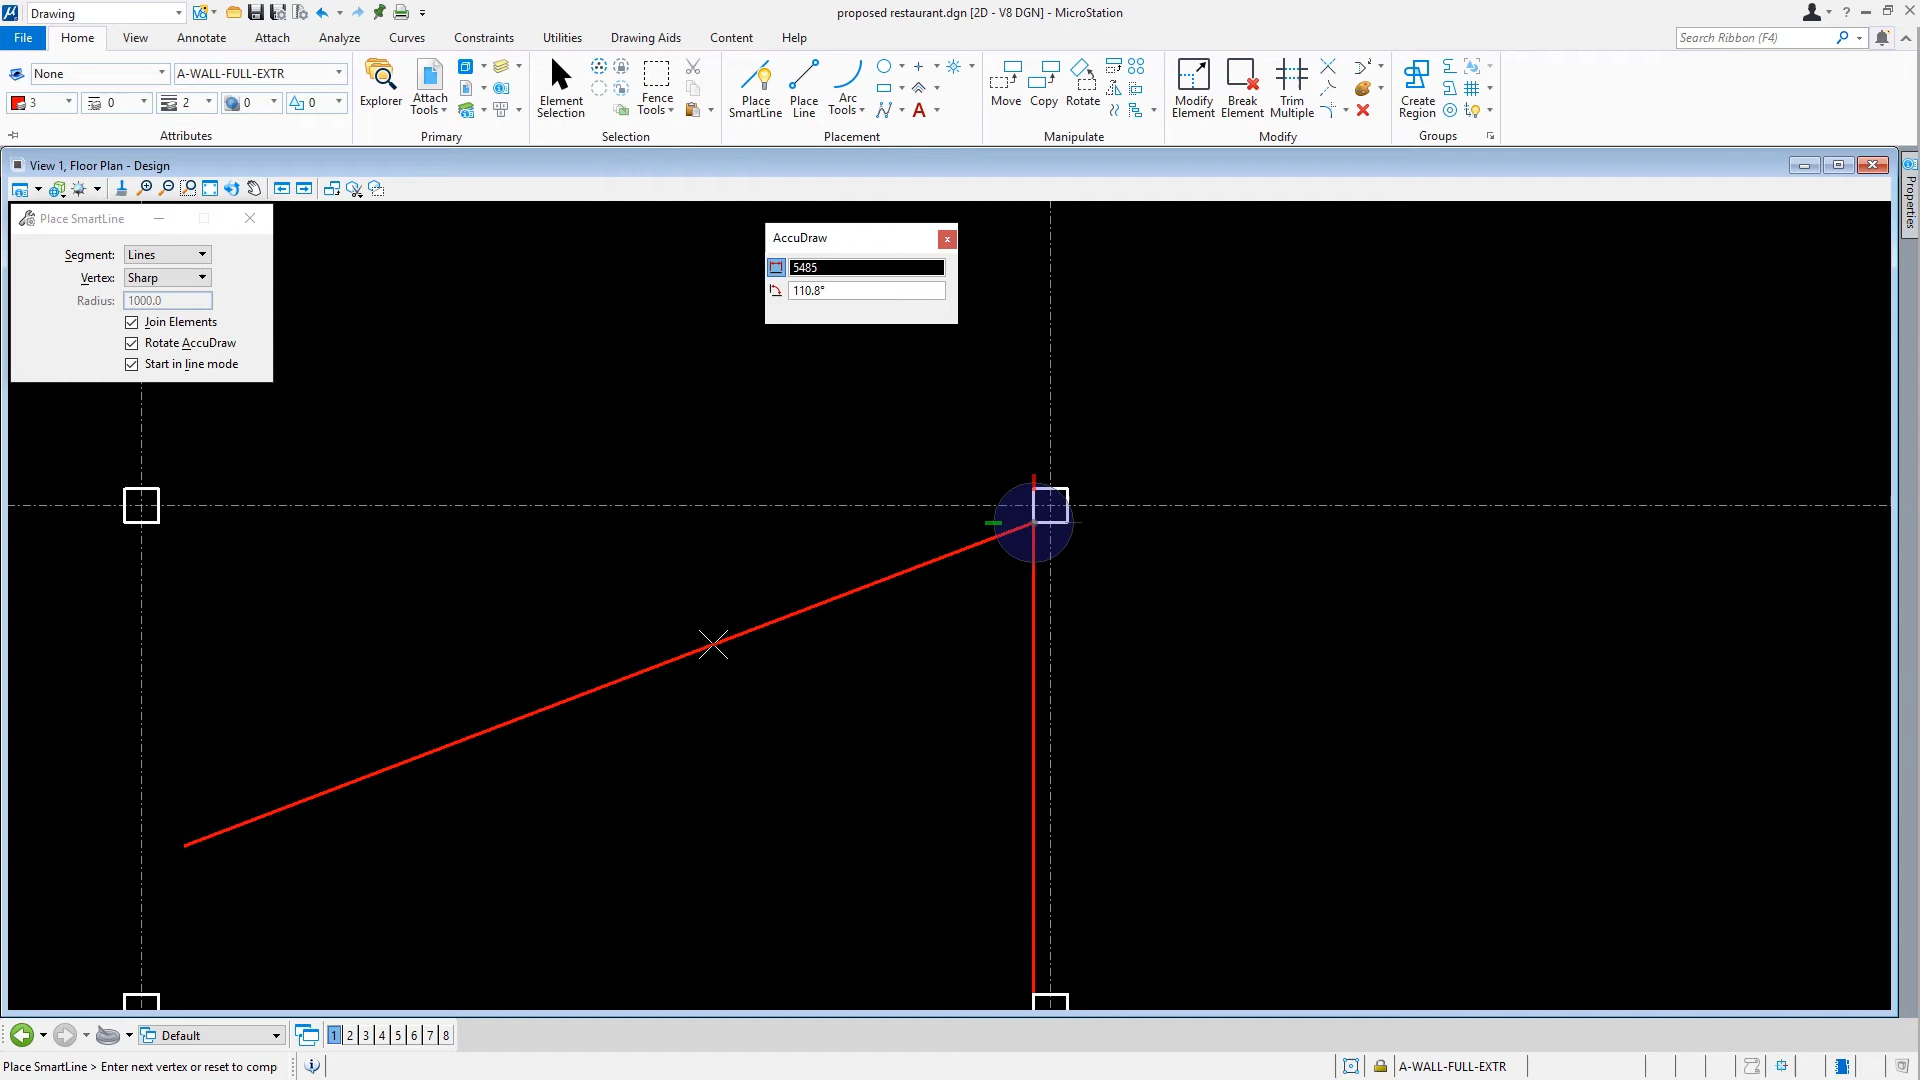 Drawing
proposed restaurant.dgn [2D - V8 DGN] - MicroStation
File Home View Annotate Attach Analyze Curves Constraints Utilities Drawing Aids Content Help
Search Ribbon (F4)
None
A-WALL-FULL-EXTR
3 0 2 0 0
Attributes
Explorer
Attach Tools
Primary
Element Selection
Fence Tools
Selection
Place SmartLine
Place Line
Arc Tools
Placement
Move Copy Rotate
Manipulate
Modify Element
Break Element
Trim Multiple
Modify
Create Region
Groups
View 1, Floor Plan - Design
Properties
Place SmartLine
Segment: Lines
Vertex: Sharp
Radius: 1000.0
Join Elements
Rotate AccuDraw
Start in line mode
AccuDraw
5485
110.8°
Default
1 2 3 4 5 6 7 8
Place SmartLine > Enter next vertex or reset to comp
A-WALL-FULL-EXTR